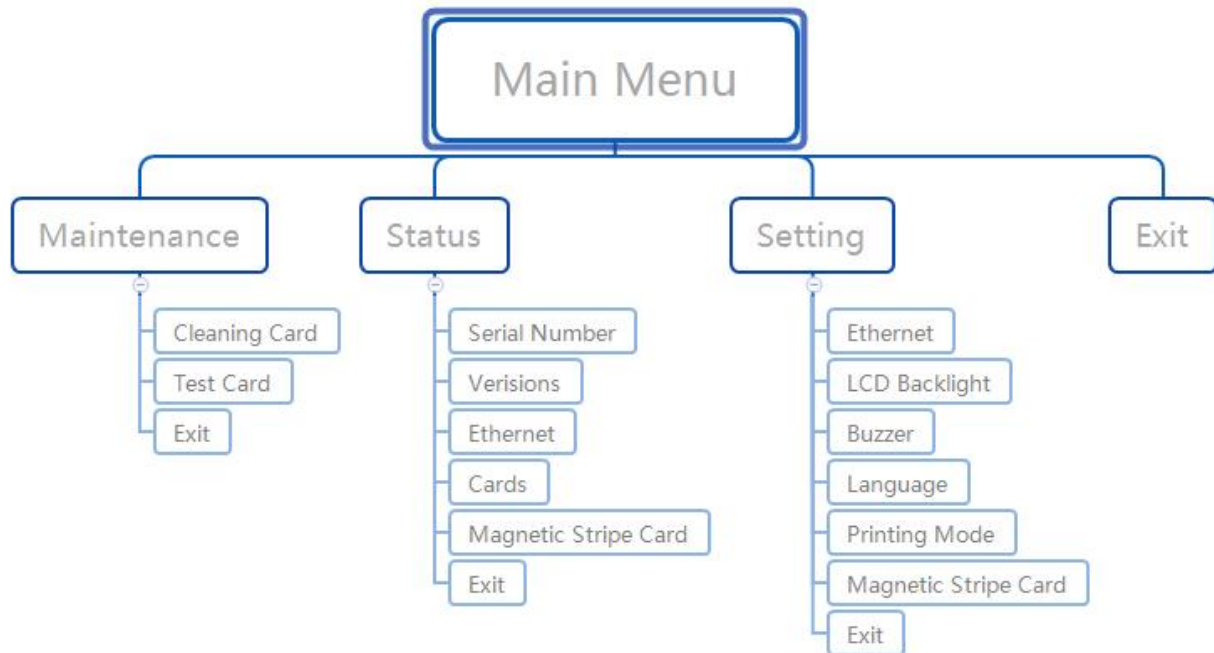 Main Menu
Maintenance
Cleaning Card
Test Card
Exit
Status
Serial Number
Verisions
Ethernet
Cards
Magnetic Stripe Card
Exit
Setting
Ethernet
LCD Backlight
Buzzer
Language
Printing Mode
Magnetic Stripe Card
Exit
Exit